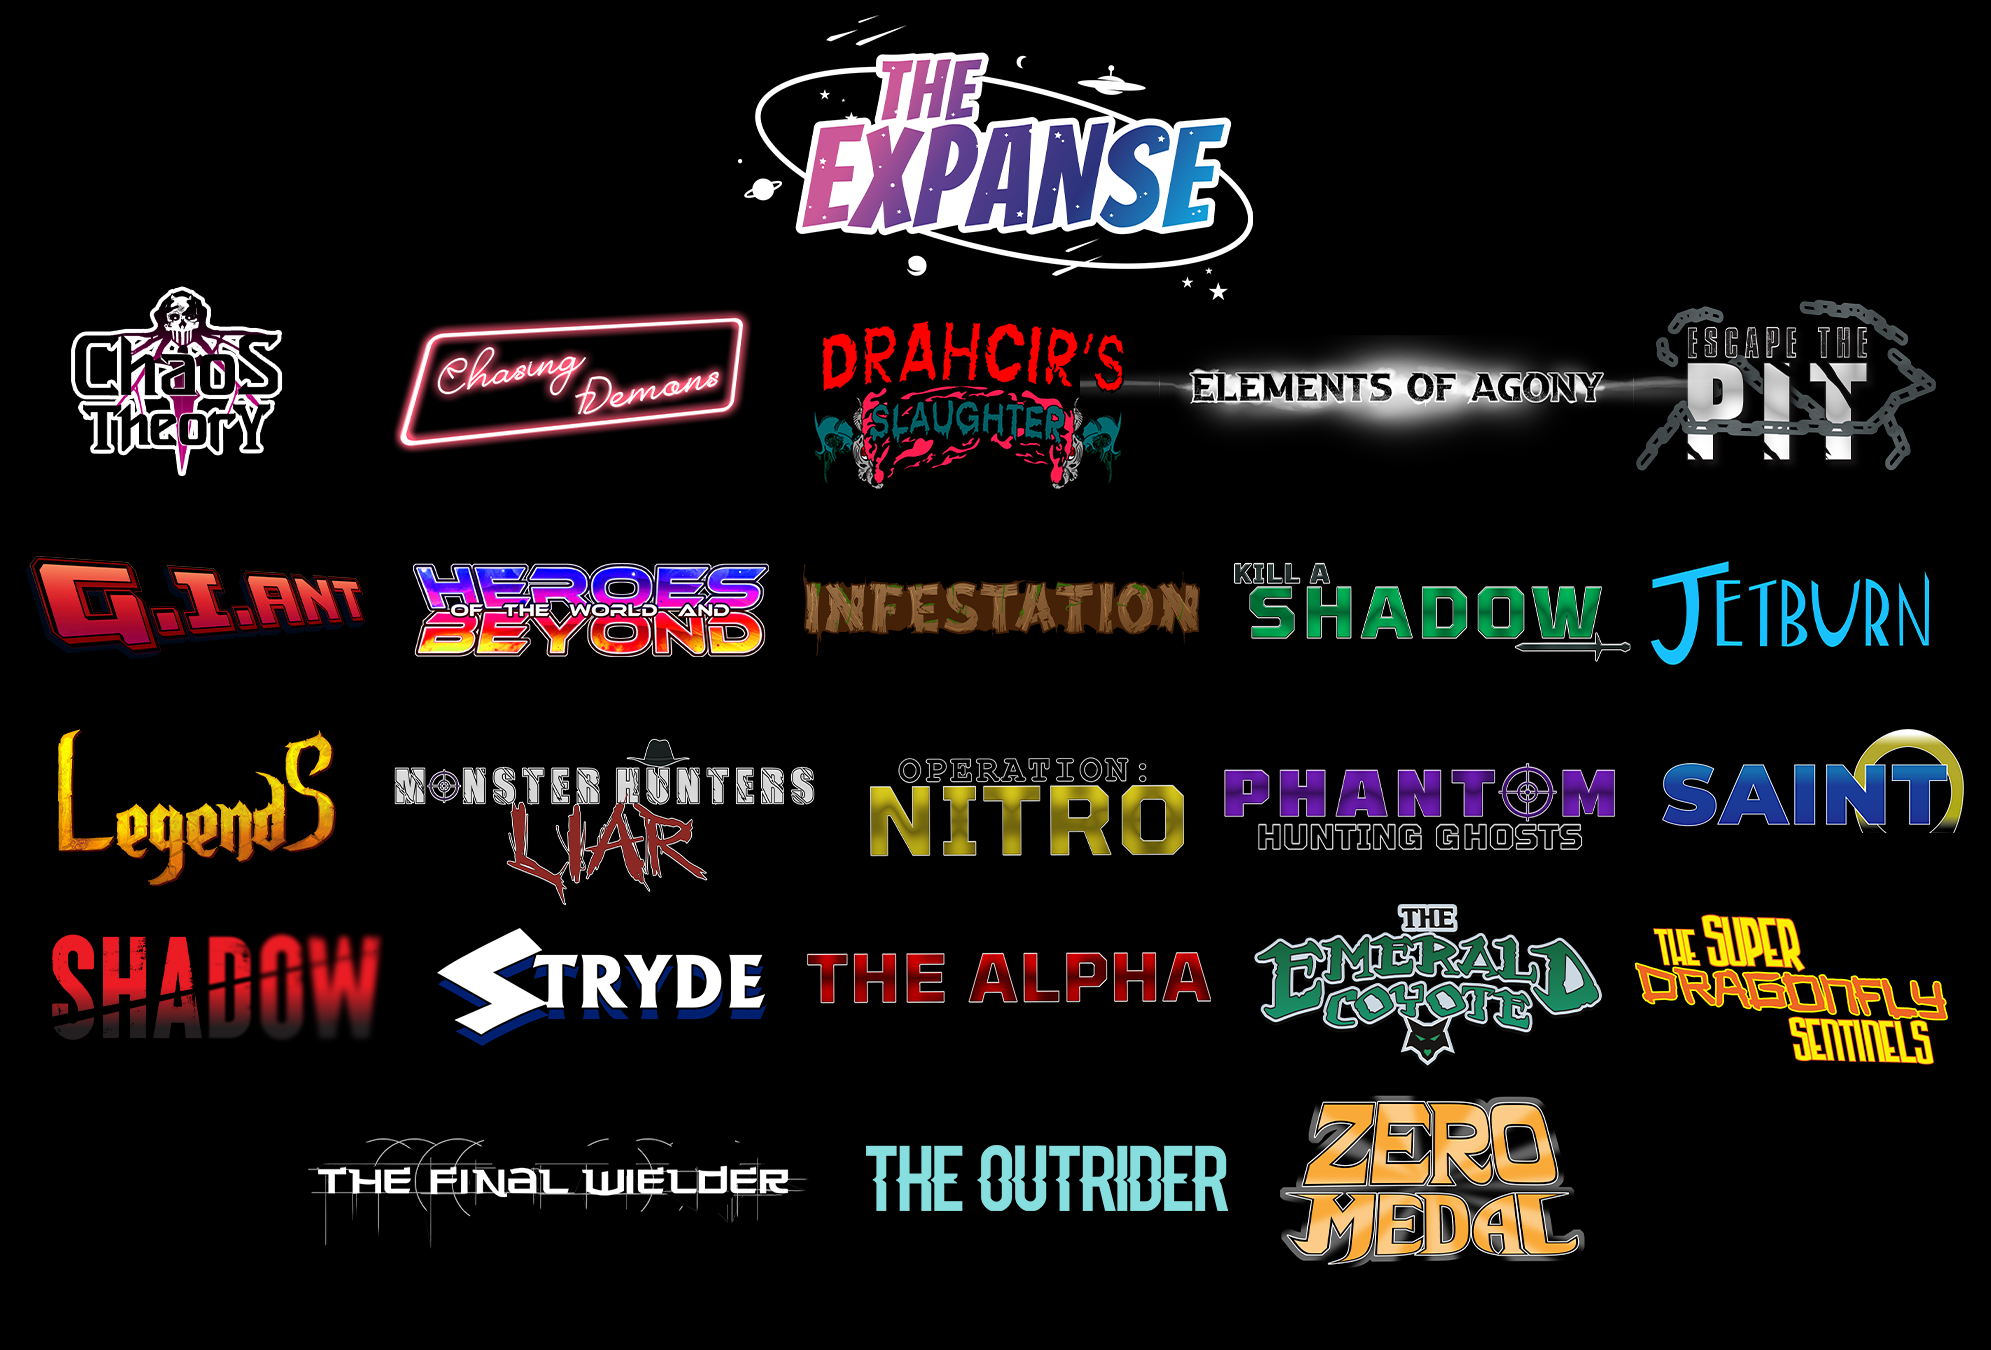 THE
EXPANSE
Chaos
Theory
Chasing
Demons
DRAHCIR'S
SLAUGHTER
ELEMENTS OF AGONY
ESCAPE THE
PIT
G.I.ANT
HEROES
OF THE WORLD AND
BEYOND
INFESTATION
KILL A
SHADOW
JETBURN
LegendS
MONSTER HUNTERS
LIAR
OPERATION:
NITRO
PHANTOM
HUNTING GHOSTS
SAINT
SHADOW
STRYDE
THE ALPHA
THE
EMERALD
COYOTE
THE SUPER
DRAGONFLY
SENTINELS
THE FINAL WIELDER
THE OUTRIDER
ZERO
MEDAL